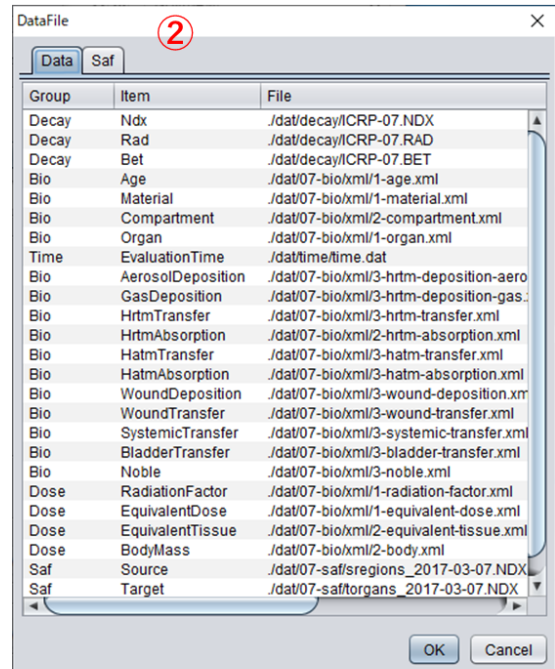 DataFile
②
Data Saf
Group Item File
Decay Ndx ./dat/decay/ICRP-07.NDX
Decay Rad ./dat/decay/ICRP-07.RAD
Decay Bet ./dat/decay/ICRP-07.BET
Bio Age ./dat/07-bio/xml/1-age.xml
Bio Material ./dat/07-bio/xml/1-material.xml
Bio Compartment ./dat/07-bio/xml/2-compartment.xml
Bio Organ ./dat/07-bio/xml/1-organ.xml
Time EvaluationTime ./dat/time/time.dat
Bio AerosolDeposition ./dat/07-bio/xml/3-hrtm-deposition-aero
Bio GasDeposition ./dat/07-bio/xml/3-hrtm-deposition-gas.
Bio HrtmTransfer ./dat/07-bio/xml/3-hrtm-transfer.xml
Bio HrtmAbsorption ./dat/07-bio/xml/2-hrtm-absorption.xml
Bio HatmTransfer ./dat/07-bio/xml/3-hatm-transfer.xml
Bio HatmAbsorption ./dat/07-bio/xml/3-hatm-absorption.xml
Bio WoundDeposition ./dat/07-bio/xml/3-wound-deposition.xm
Bio WoundTransfer ./dat/07-bio/xml/3-wound-transfer.xml
Bio SystemicTransfer ./dat/07-bio/xml/3-systemic-transfer.xml
Bio BladderTransfer ./dat/07-bio/xml/3-bladder-transfer.xml
Bio Noble ./dat/07-bio/xml/3-noble.xml
Dose RadiationFactor ./dat/07-bio/xml/1-radiation-factor.xml
Dose EquivalentDose ./dat/07-bio/xml/1-equivalent-dose.xml
Dose EquivalentTissue ./dat/07-bio/xml/2-equivalent-tissue.xml
Dose BodyMass ./dat/07-bio/xml/2-body.xml
Saf Source ./dat/07-saf/sregions_2017-03-07.NDX
Saf Target ./dat/07-saf/torgans_2017-03-07.NDX
OK Cancel